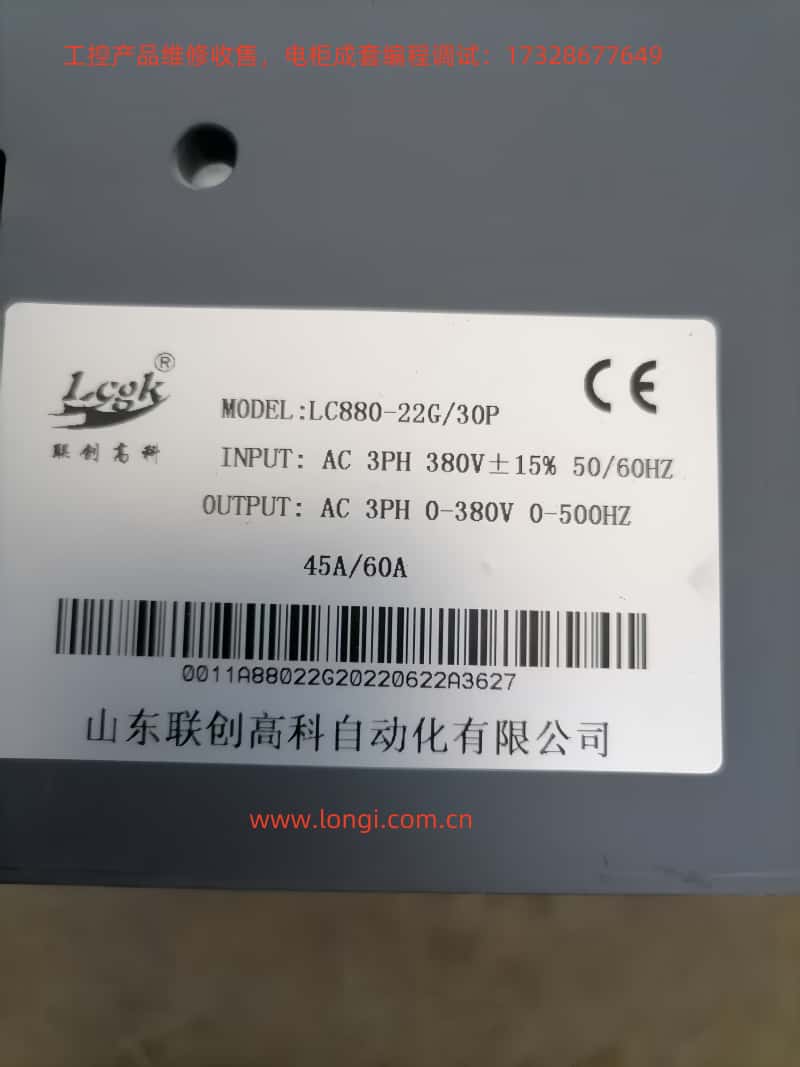 工控产品维修收售，电柜成套编程调试：17328677649
Lcgk®
联创高科
CE
MODEL:LC880-22G/30P
INPUT: AC 3PH 380V±15% 50/60HZ
OUTPUT: AC 3PH 0-380V 0-500HZ
45A/60A
0011A88022G20220622A3627
山东联创高科自动化有限公司
www.longi.com.cn